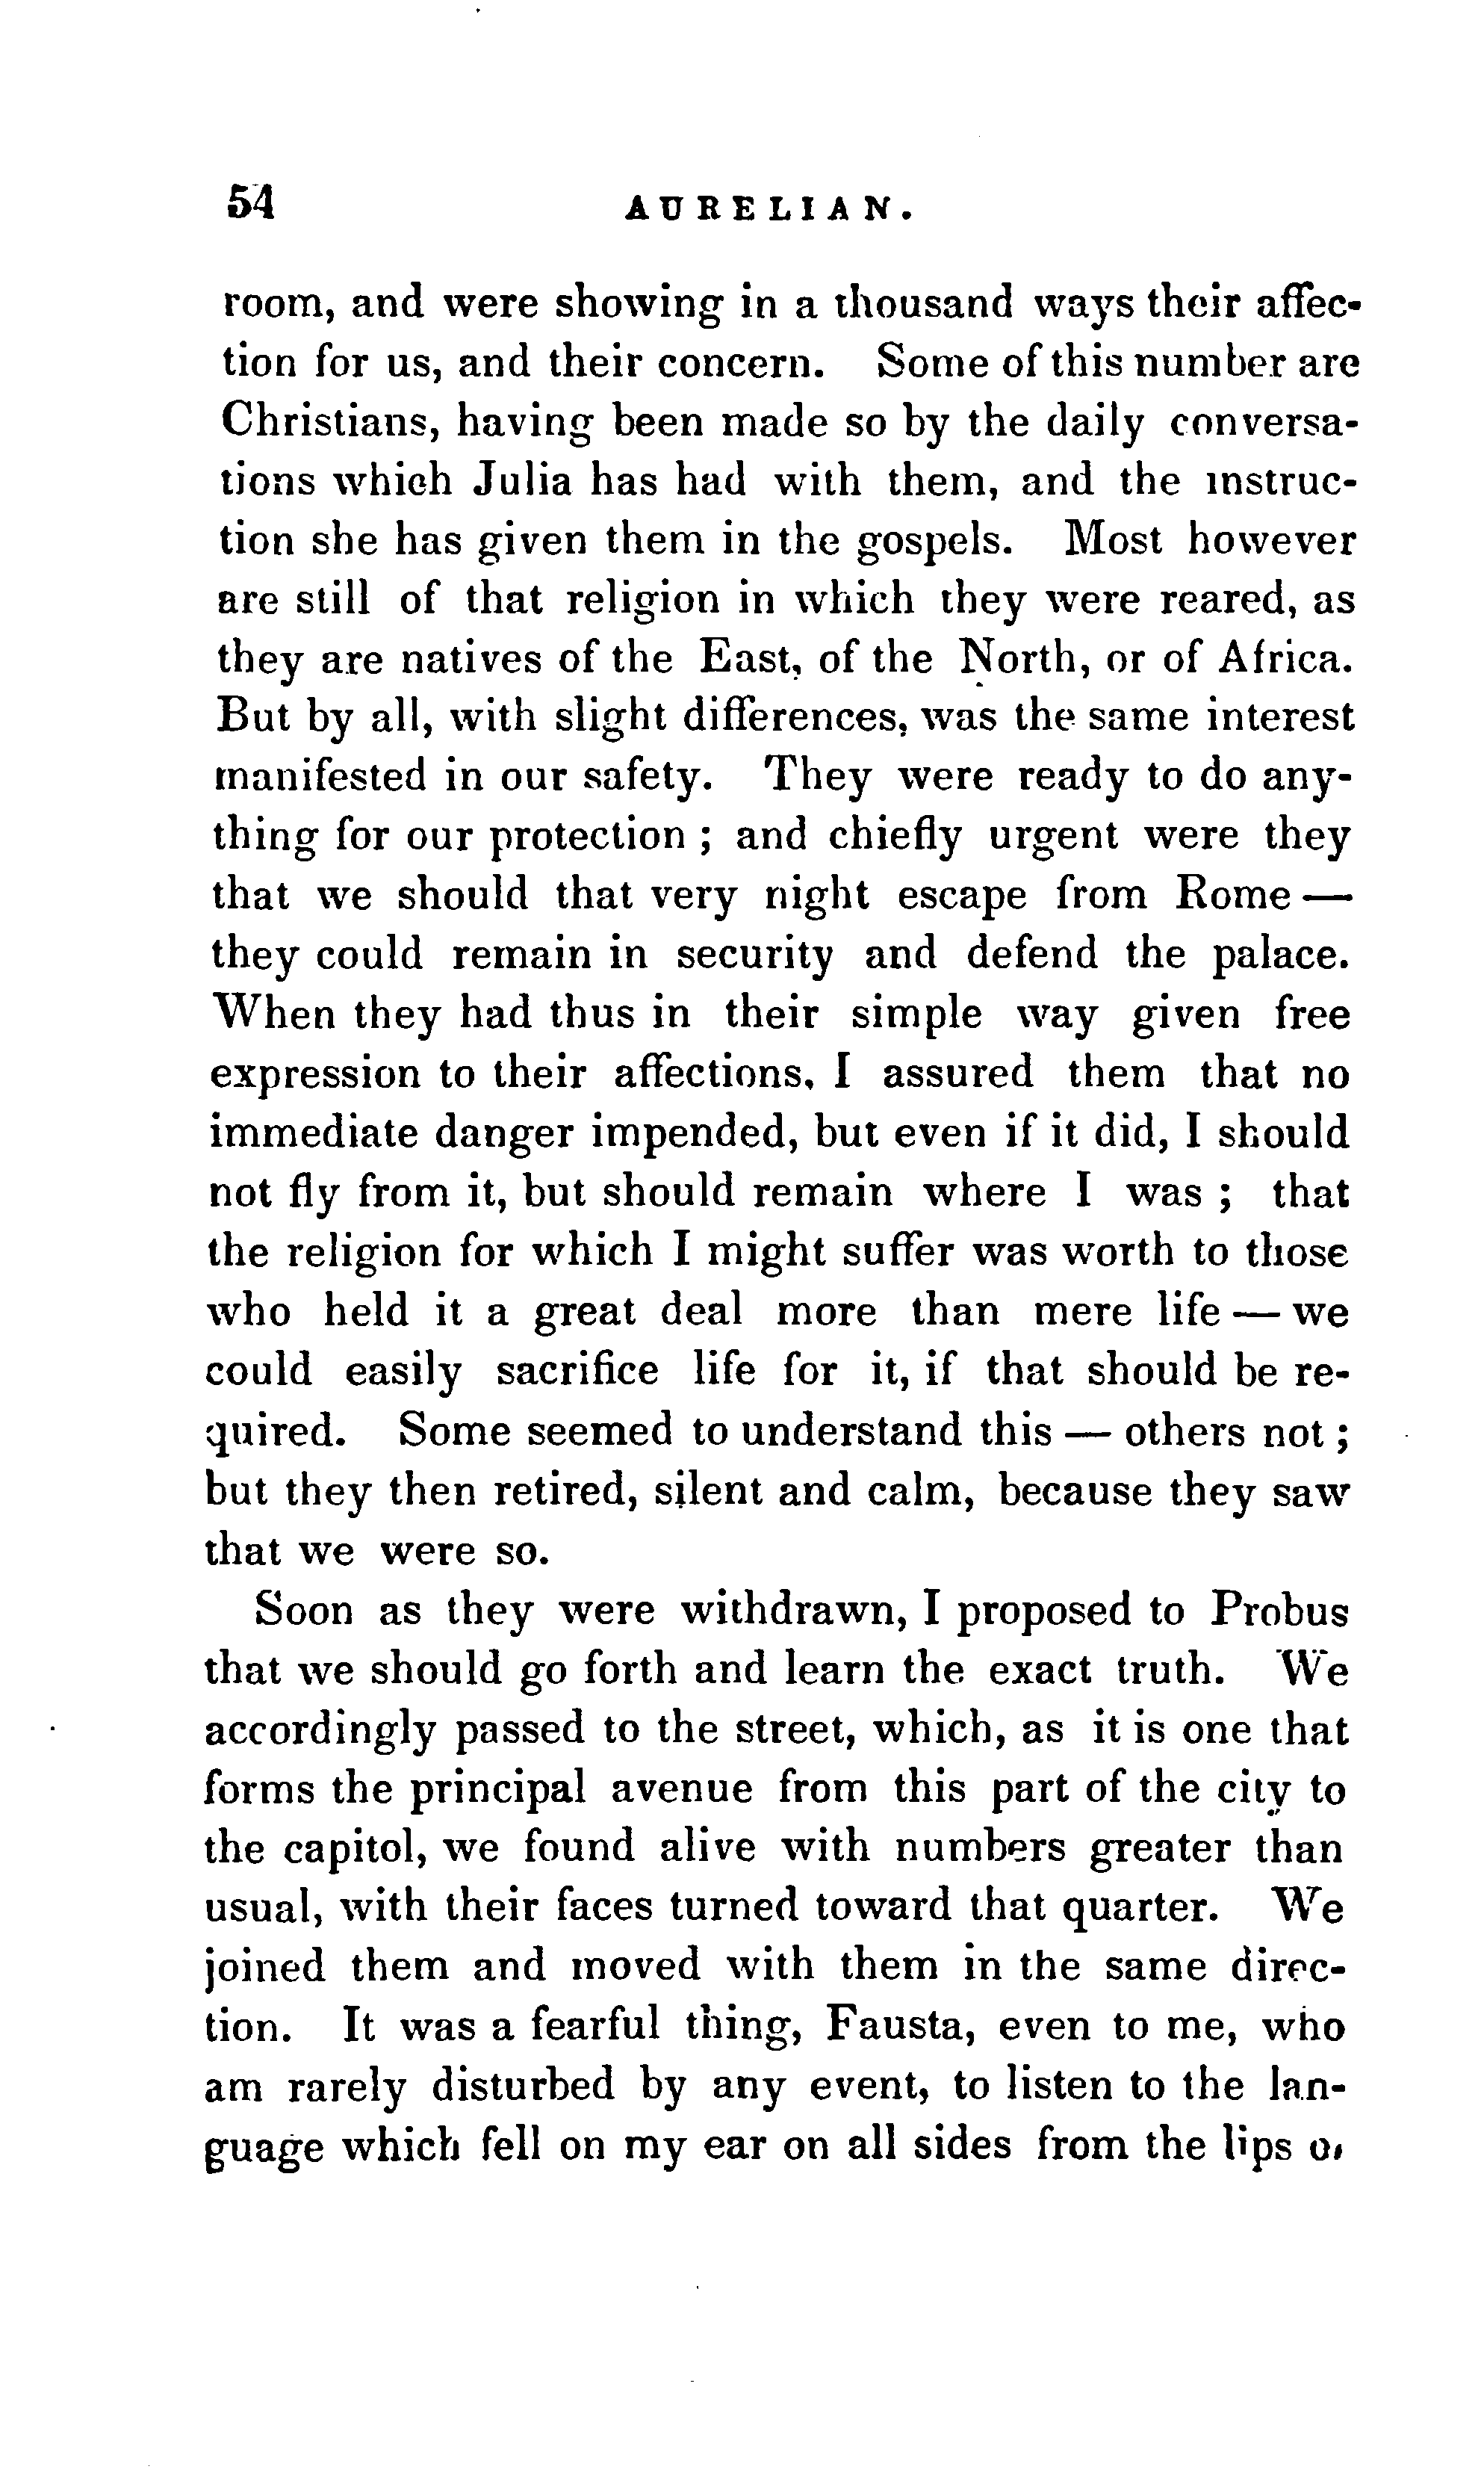 54 AURELIAN.
room, and were showing in a thousand ways their affec-
tion for us, and their concern. Some of this number are
Christians, having been made so by the daily conversa-
tions which Julia has had with them, and the instruc-
tion she has given them in the gospels. Most however
are still of that religion in which they were reared, as
they are natives of the East, of the North, or of Africa.
But by all, with slight differences, was the same interest
manifested in our safety. They were ready to do any-
thing for our protection ; and chiefly urgent were they
that we should that very night escape from Rome —
they could remain in security and defend the palace.
When they had thus in their simple way given free
expression to their affections, I assured them that no
immediate danger impended, but even if it did, I should
not fly from it, but should remain where I was ; that
the religion for which I might suffer was worth to those
who held it a great deal more than mere life — we
could easily sacrifice life for it, if that should be re-
quired. Some seemed to understand this — others not ;
but they then retired, silent and calm, because they saw
that we were so.
Soon as they were withdrawn, I proposed to Probus
that we should go forth and learn the exact truth. We
accordingly passed to the street, which, as it is one that
forms the principal avenue from this part of the city to
the capitol, we found alive with numbers greater than
usual, with their faces turned toward that quarter. We
joined them and moved with them in the same direc-
tion. It was a fearful thing, Fausta, even to me, who
am rarely disturbed by any event, to listen to the lan-
guage which fell on my ear on all sides from the lips of